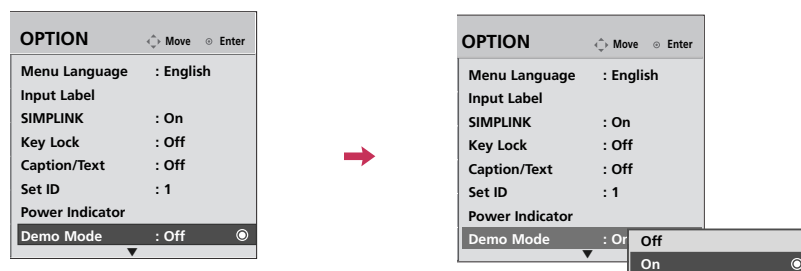 OPTION Move Enter
Menu Language : English
Input Label
SIMPLINK : On
Key Lock : Off
Caption/Text : Off
Set ID : 1
Power Indicator
Demo Mode : Off
OPTION Move Enter
Menu Language : English
Input Label
SIMPLINK : On
Key Lock : Off
Caption/Text : Off
Set ID : 1
Power Indicator
Demo Mode : On
Off
On